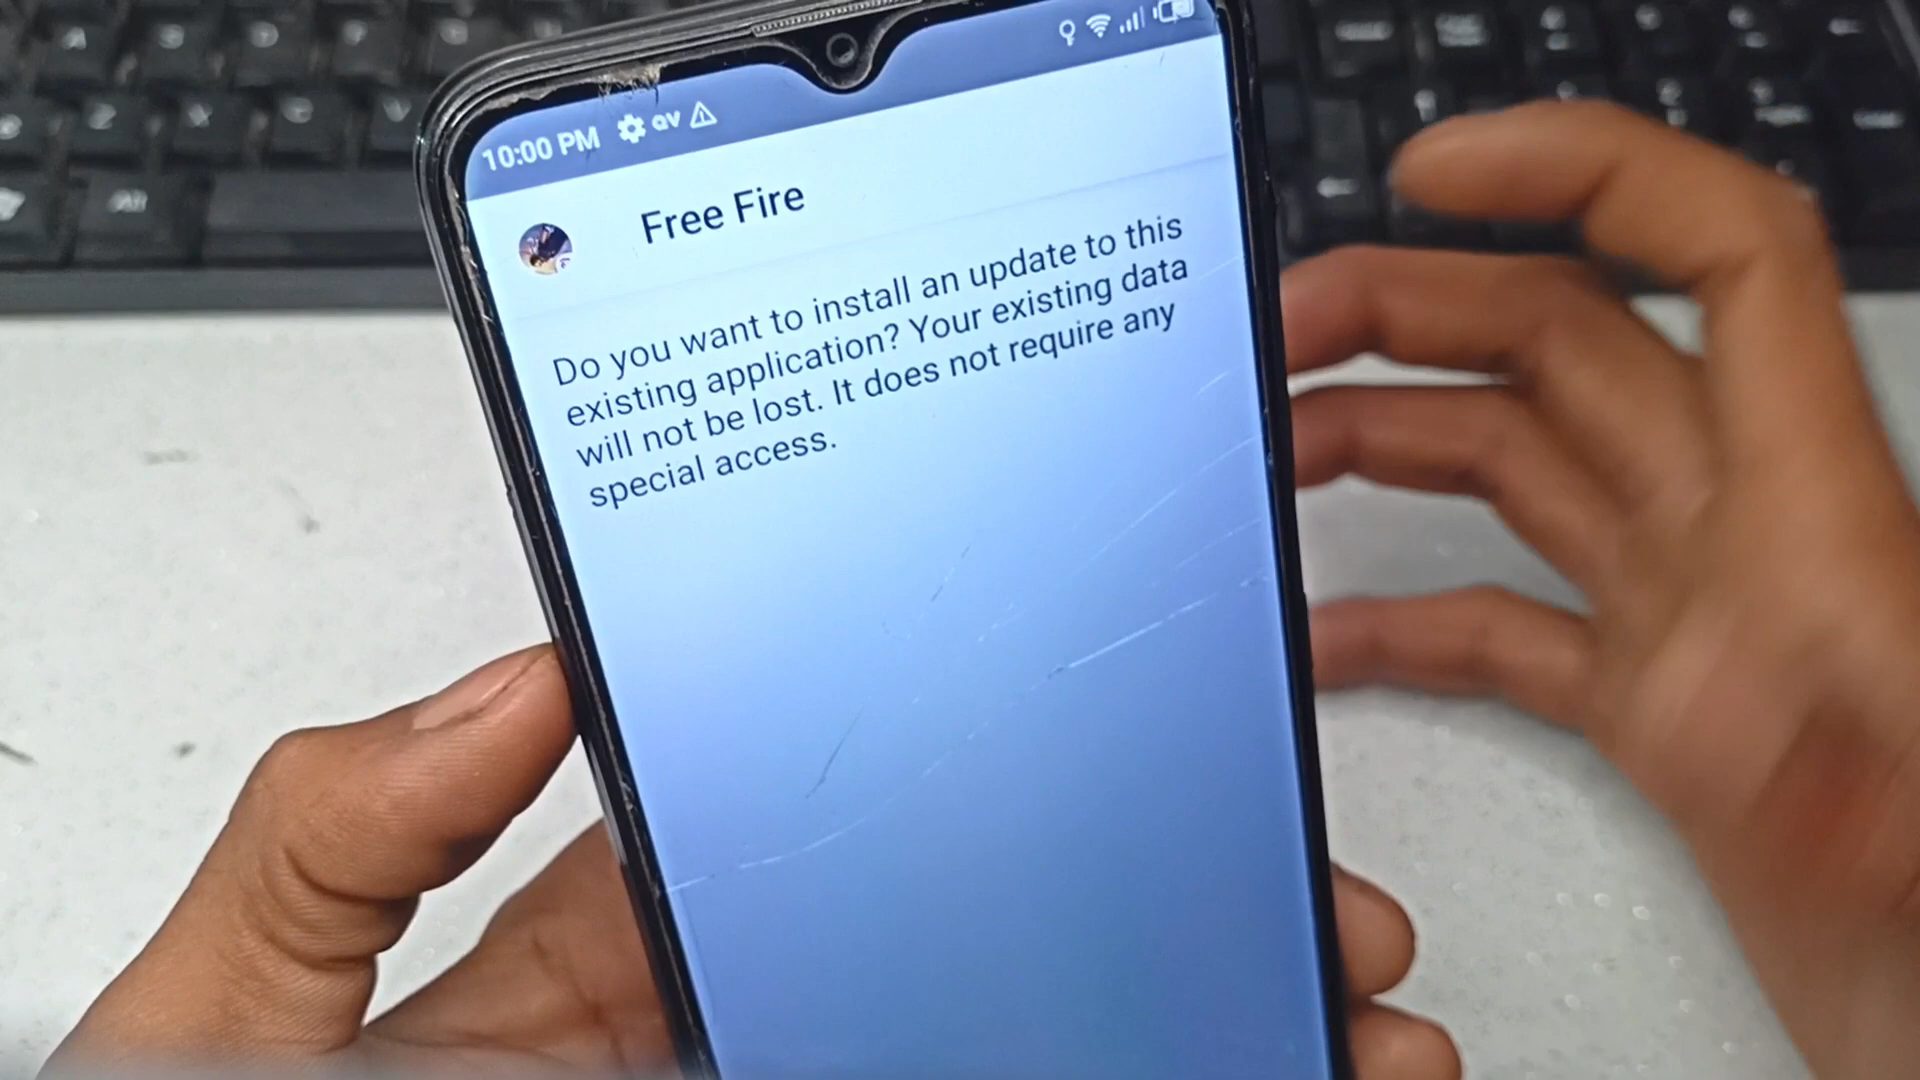 10:00 PM
Free Fire
Do you want to install an update to this
existing application? Your existing data
will not be lost. It does not require any
special access.
Alt